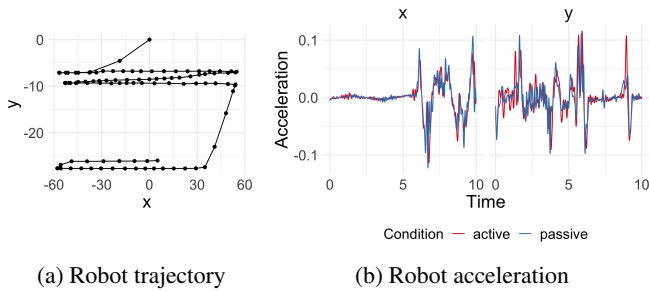 x
y
0
-10
-20
y
-60
-30
0
30
60
x
0.1
0.0
-0.1
Acceleration
0
5
10
0
5
10
Time
Condition — active — passive
(a) Robot trajectory
(b) Robot acceleration